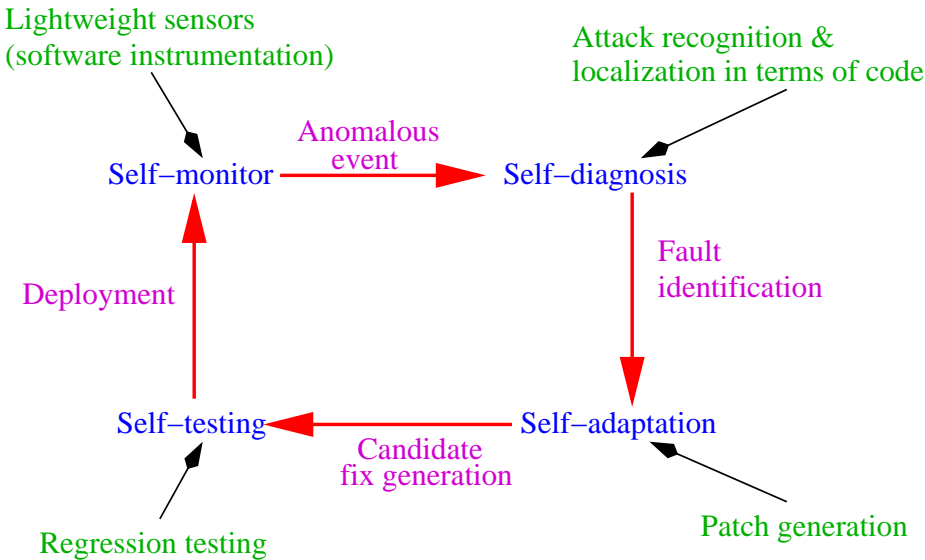 Lightweight sensors
(software instrumentation)
Attack recognition &
localization in terms of code
Anomalous
event
Self−monitor
Self−diagnosis
Fault
identification
Deployment
Self−testing
Self−adaptation
Candidate
fix generation
Patch generation
Regression testing